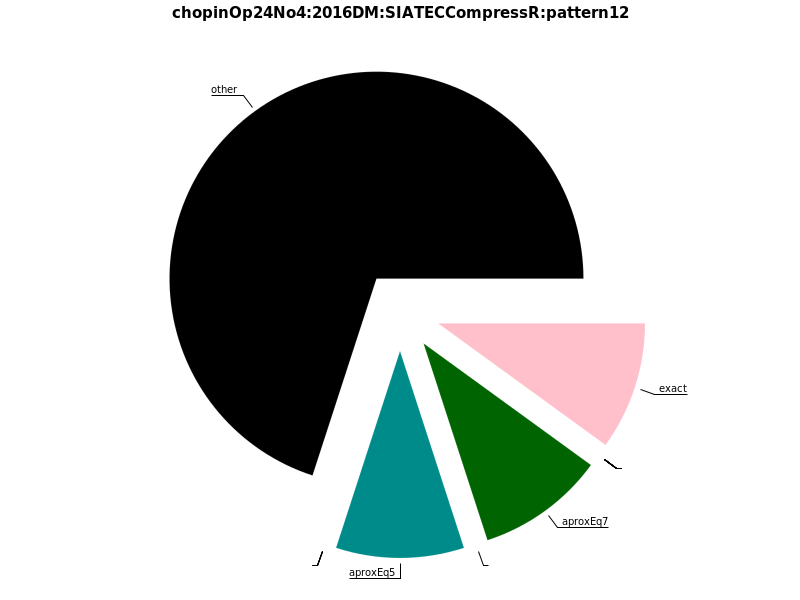 chopinOp24No4:2016DM:SIATECCompressR:pattern12
other
exact
aproxEq7
aproxEq5